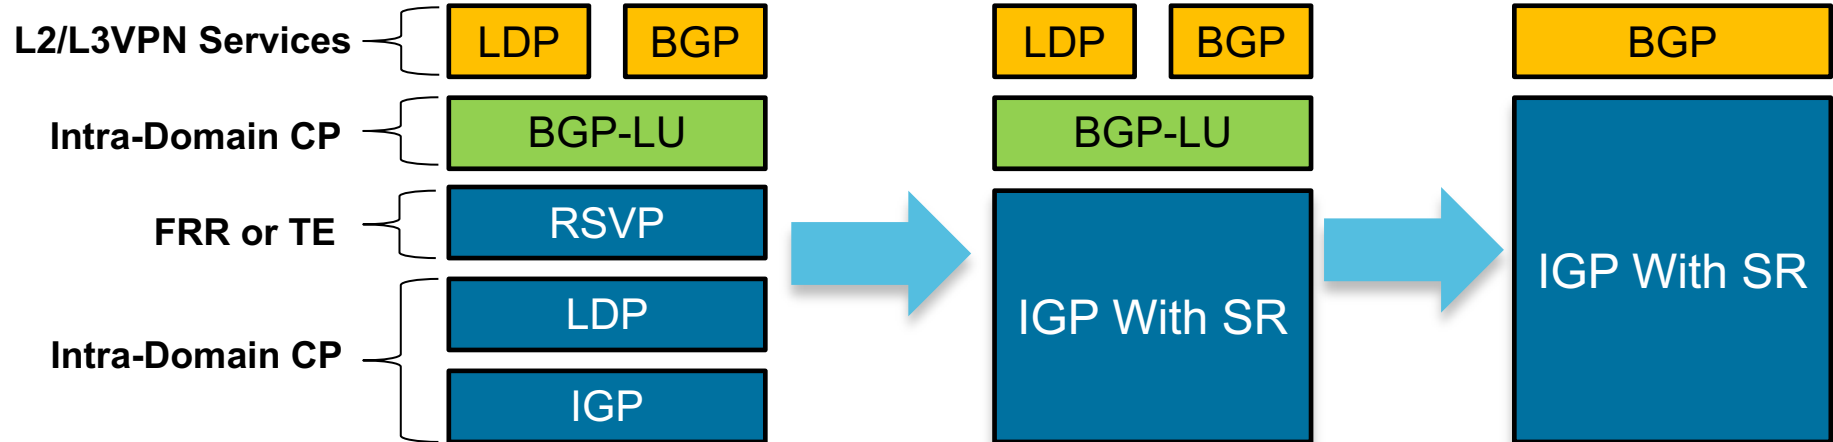 L2/L3VPN Services
LDP
BGP
LDP
BGP
BGP
Intra-Domain CP
BGP-LU
BGP-LU
FRR or TE
RSVP
IGP With SR
IGP With SR
Intra-Domain CP
LDP
IGP